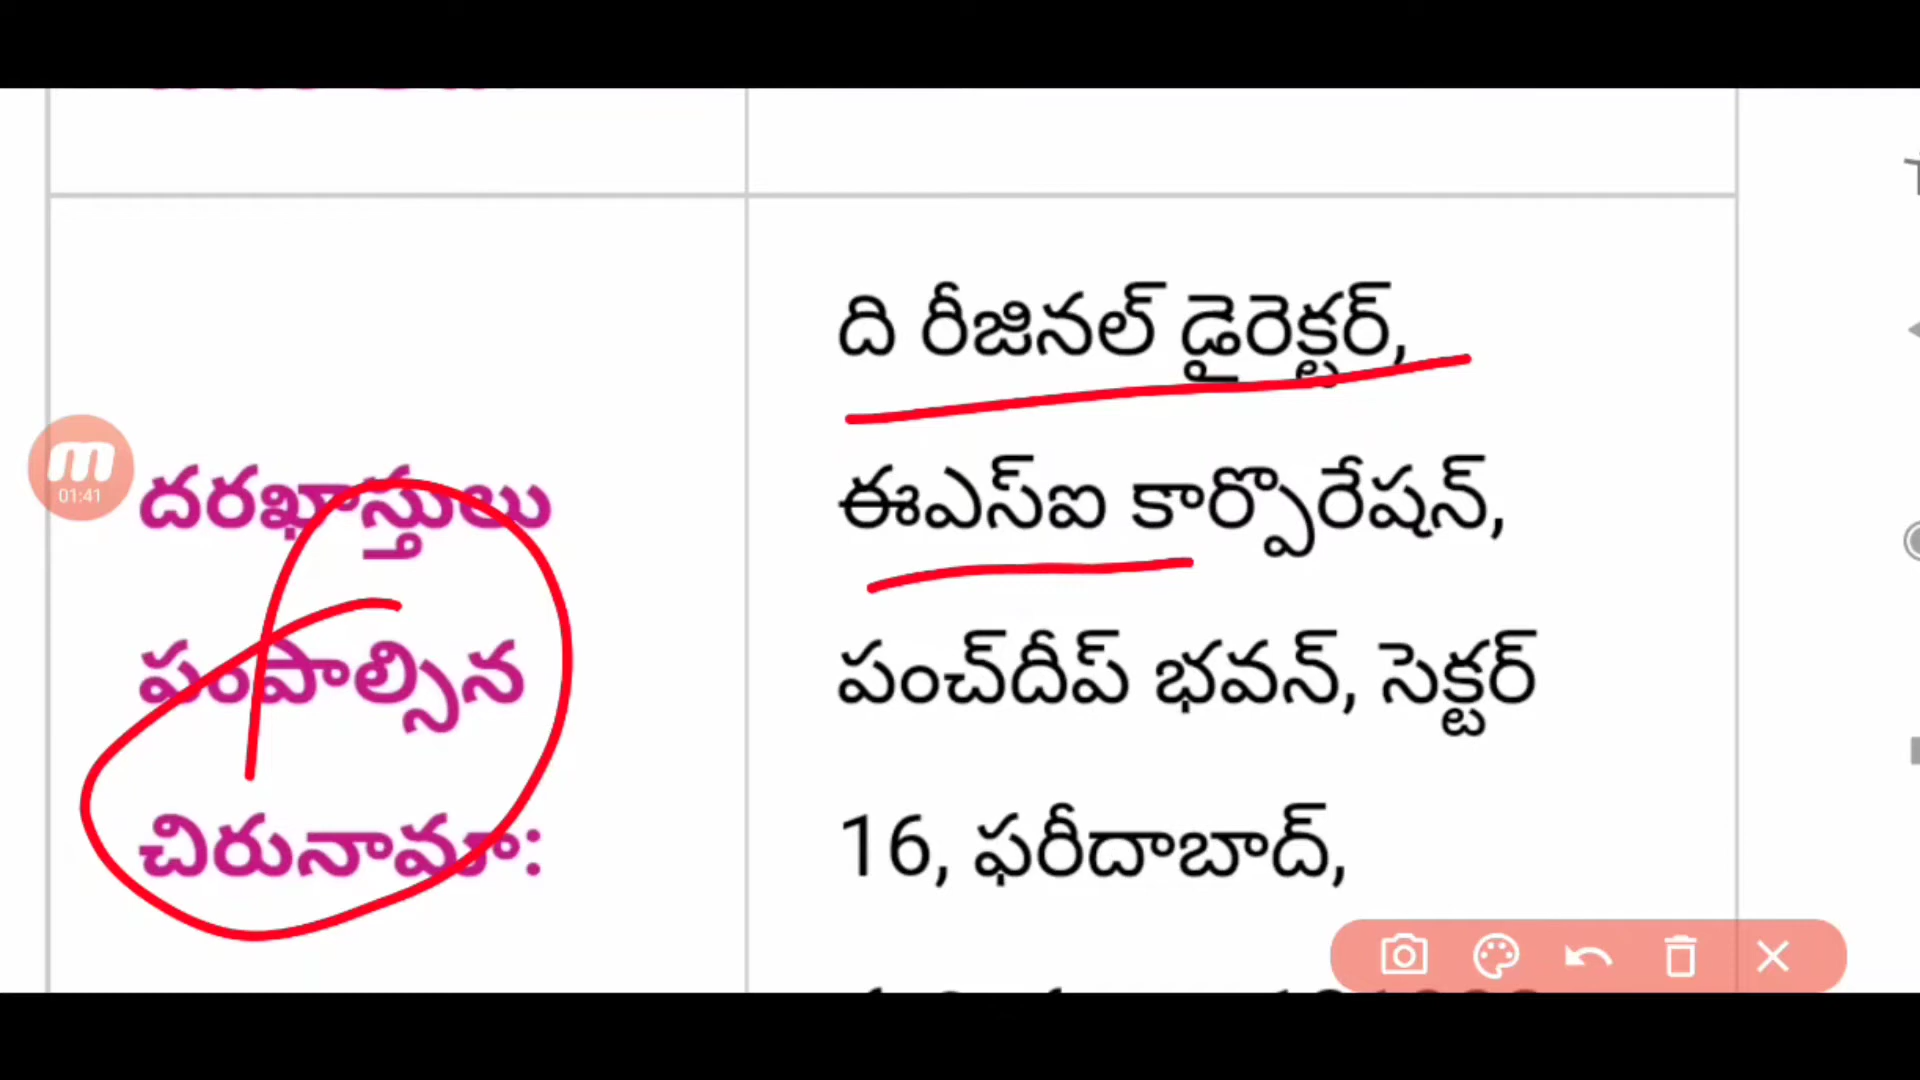 ది రీజినల్ డైరెక్టర్,
01:41
దరఖాస్తులు
ఈఎస్ఐ కార్పొరేషన్,
పంపాల్సిన
పంచ్‌దీప్ భవన్, సెక్టర్
చిరునామా:
16, ఫరీదాబాద్,